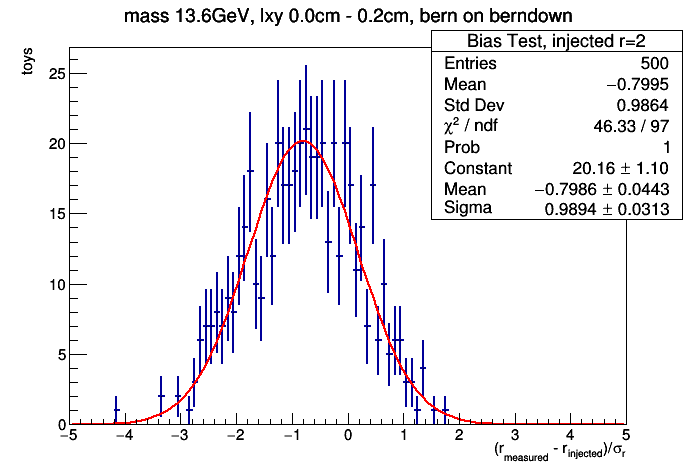 mass 13.6GeV, lxy 0.0cm - 0.2cm, bern on berndown
Bias Test, injected r=2
Entries 500
Mean −0.7995
Std Dev 0.9864
χ² / ndf 46.33 / 97
Prob 1
Constant 20.16 ± 1.10
Mean −0.7986 ± 0.0443
Sigma 0.9894 ± 0.0313
toys
25
20
15
10
5
0
−5 −4 −3 −2 −1 0 1 2 3 4 5
(r_measured - r_injected)/σ_r